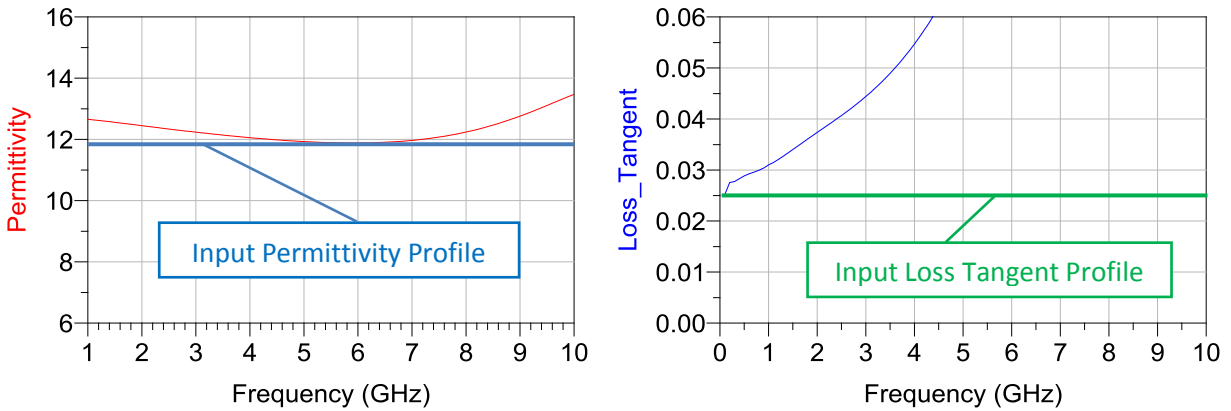 Permittivity
16
14
12
10
8
6
1 2 3 4 5 6 7 8 9 10
Frequency (GHz)
Input Permittivity Profile
Loss_Tangent
0.06
0.05
0.04
0.03
0.02
0.01
0.00
0 1 2 3 4 5 6 7 8 9 10
Frequency (GHz)
Input Loss Tangent Profile